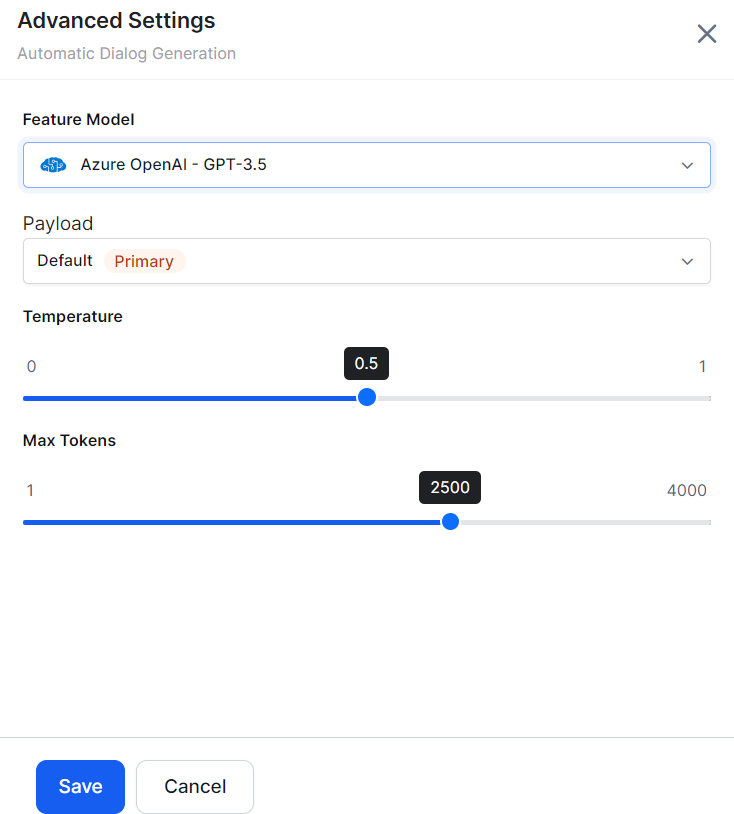 Advanced Settings
Automatic Dialog Generation
Feature Model
Azure OpenAI - GPT-3.5
Payload
Default Primary
Temperature
0 0.5 1
Max Tokens
1 2500 4000
Save Cancel